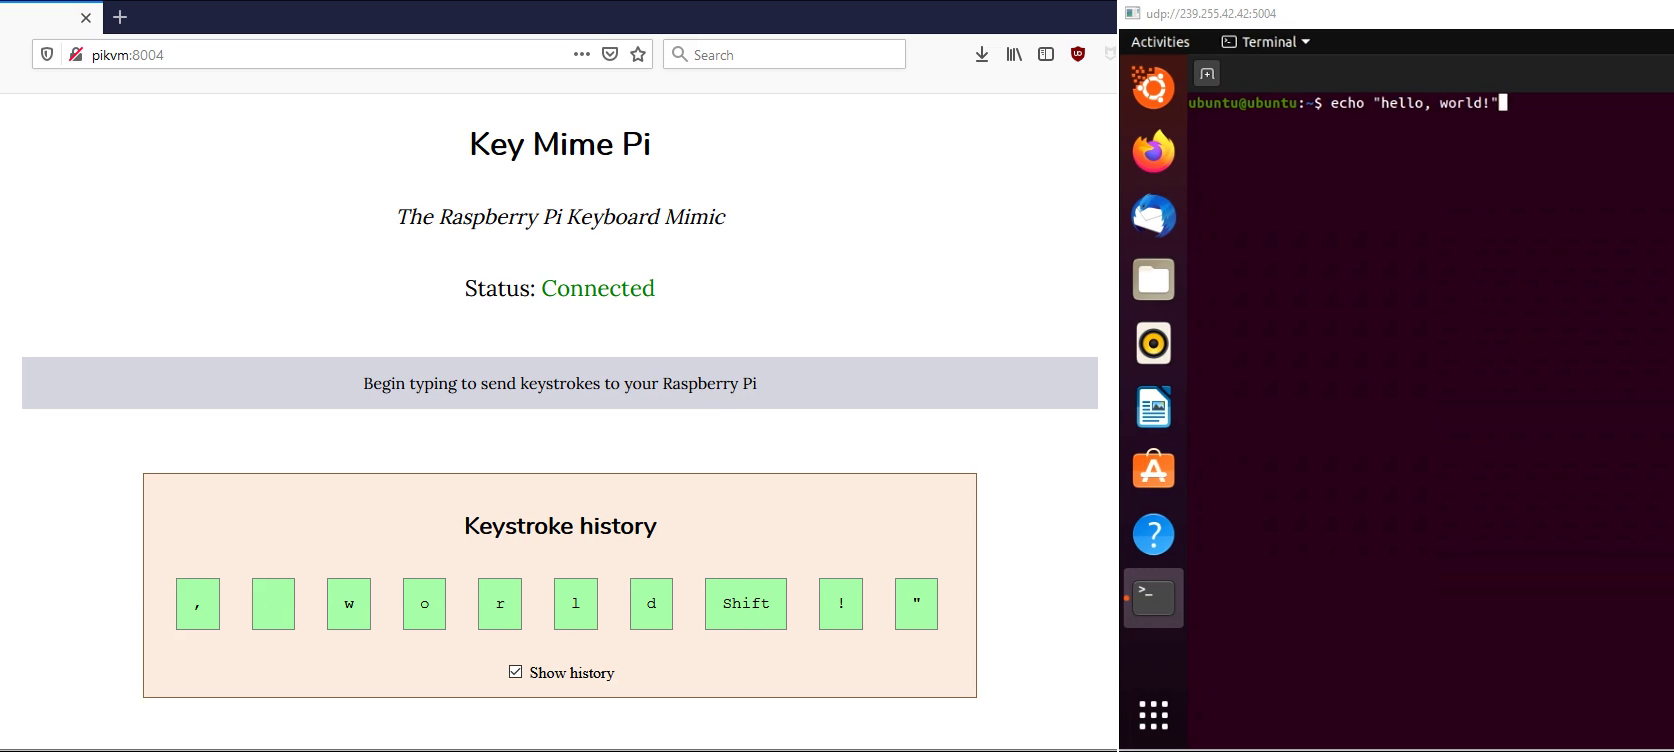 pikvm:8004
Search
Key Mime Pi
The Raspberry Pi Keyboard Mimic
Status: Connected
Begin typing to send keystrokes to your Raspberry Pi
Keystroke history
, w o r l d Shift ! "
Show history
udp://239.255.42.42:5004
Activities Terminal
ubuntu@ubuntu:~$ echo "hello, world!"